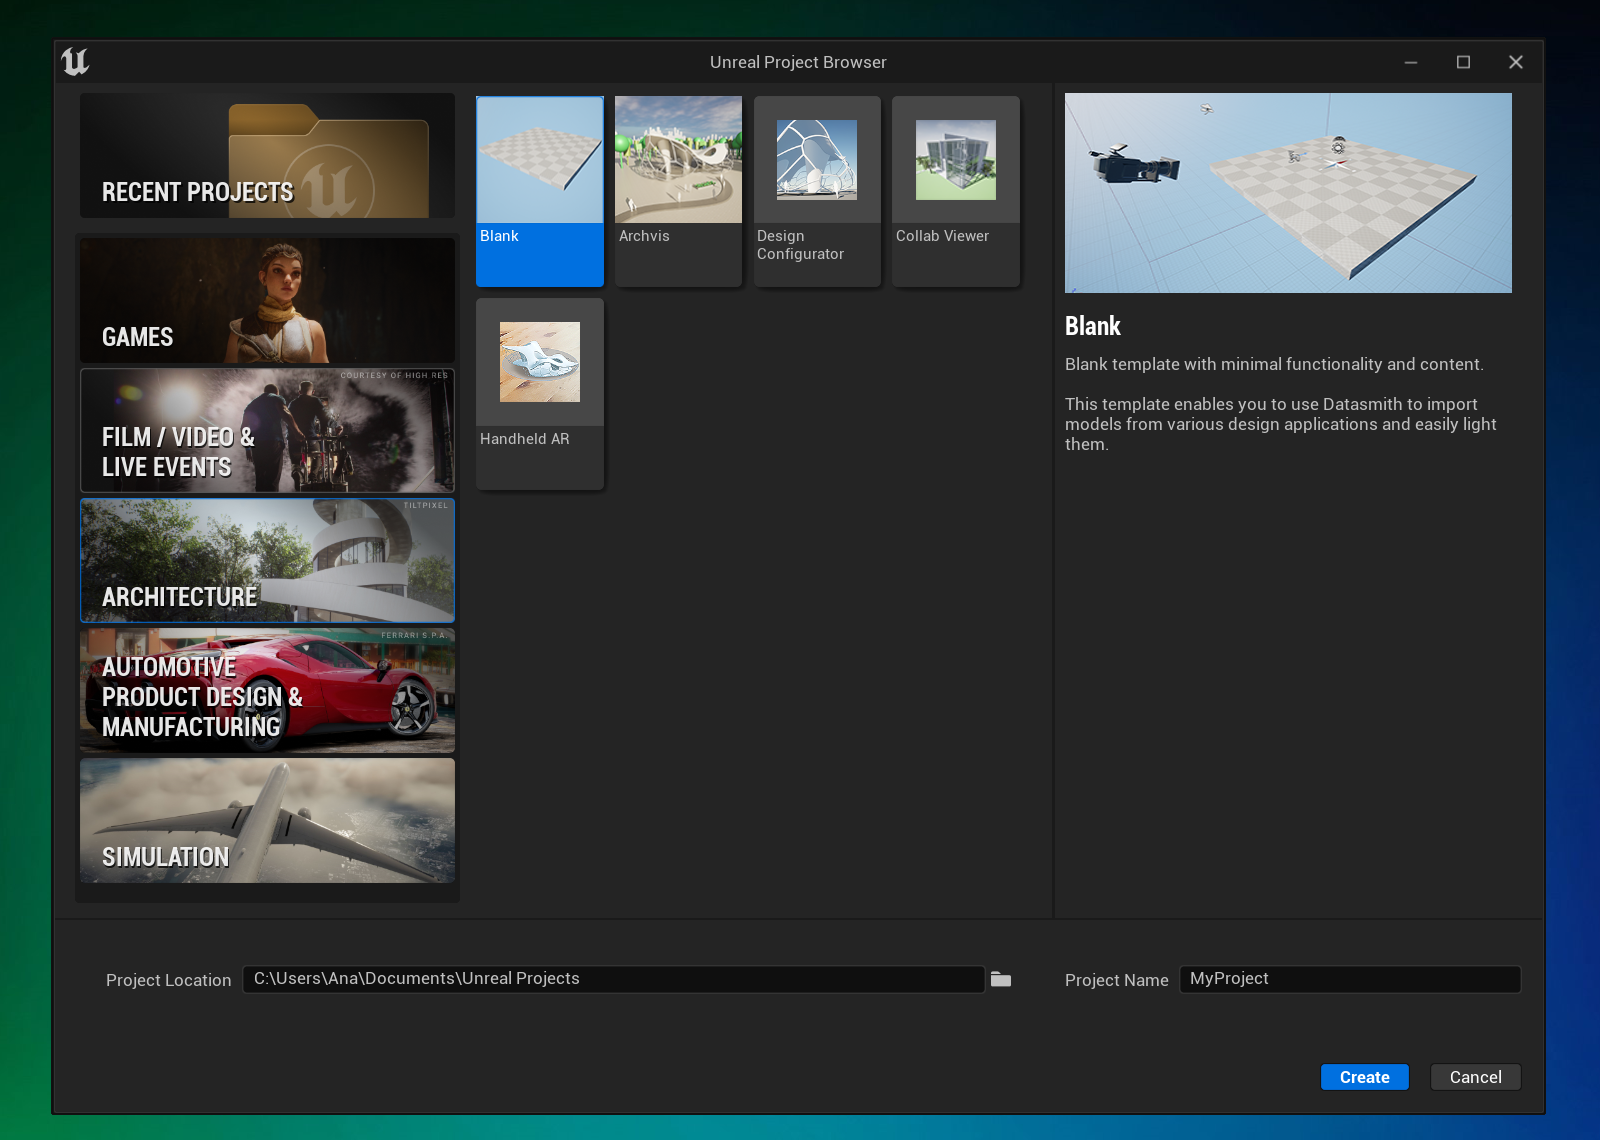 Unreal Project Browser
RECENT PROJECTS
GAMES
COURTESY OF HIGH RES
FILM / VIDEO &
LIVE EVENTS
TILTPIXEL
ARCHITECTURE
FERRARI S.P.A.
AUTOMOTIVE
PRODUCT DESIGN &
MANUFACTURING
SIMULATION
Blank
Archvis
Design
Configurator
Collab Viewer
Handheld AR
Blank
Blank template with minimal functionality and content.
This template enables you to use Datasmith to import
models from various design applications and easily light
them.
Project Location
C:\Users\Ana\Documents\Unreal Projects
Project Name
MyProject
Create
Cancel